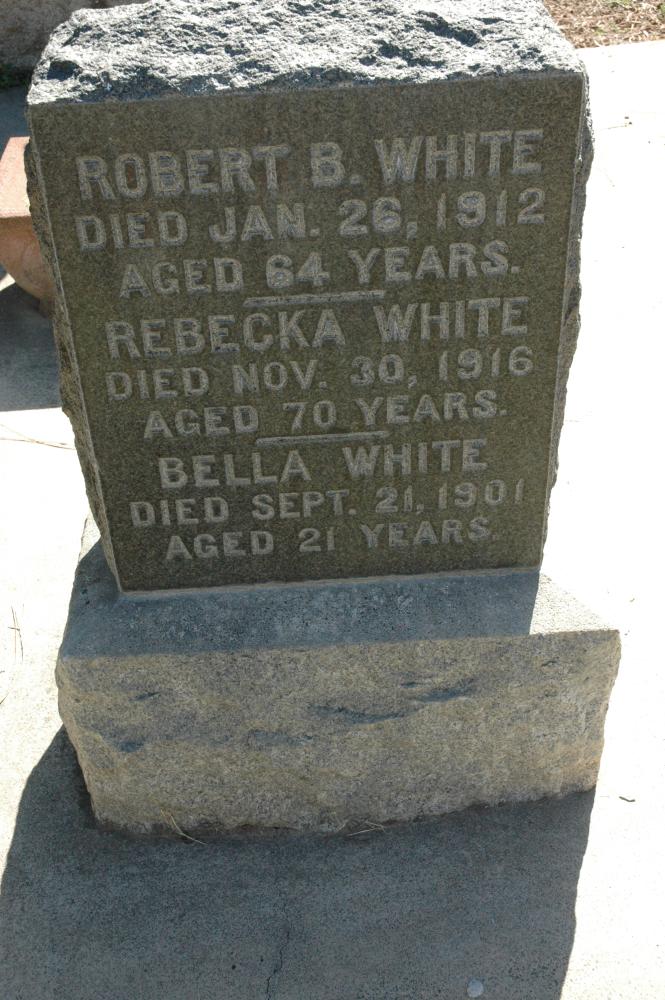 ROBERT B. WHITE
DIED JAN. 26, 1912
AGED 64 YEARS.
REBECKA WHITE
DIED NOV. 30, 1916
AGED 70 YEARS.
BELLA WHITE
DIED SEPT. 21, 1901
AGED 21 YEARS.